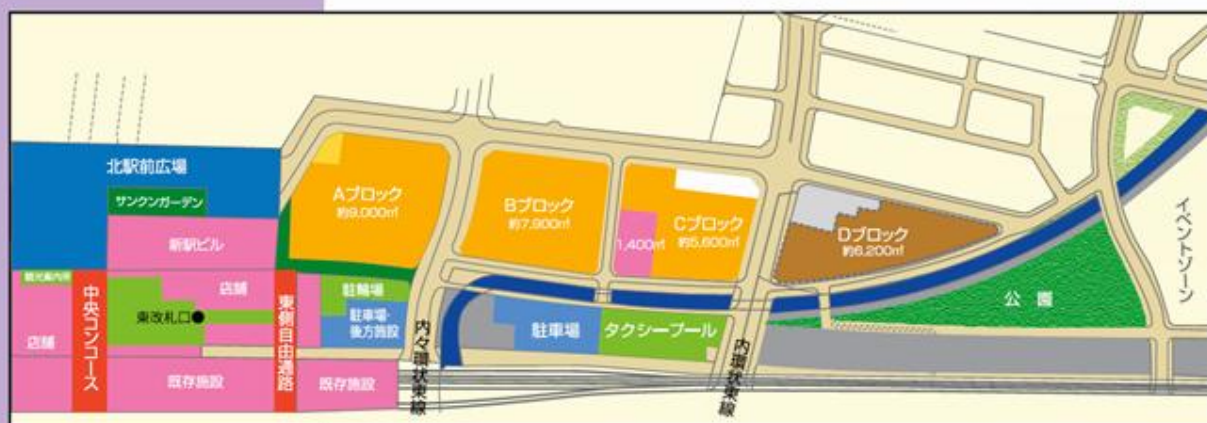 北駅前広場
サンクンガーデン
新駅ビル
観光案内所
店舗
中央コンコース
店舗
東改札口
既存施設
東側自由通路
駐輪場
駐車場・
後方施設
既存施設
Aブロック
約9,000㎡
Bブロック
約7,900㎡
1,400㎡
Cブロック
約5,600㎡
Dブロック
約6,200㎡
内々環状東線
駐車場
タクシープール
内環状東線
公園
イベントゾーン